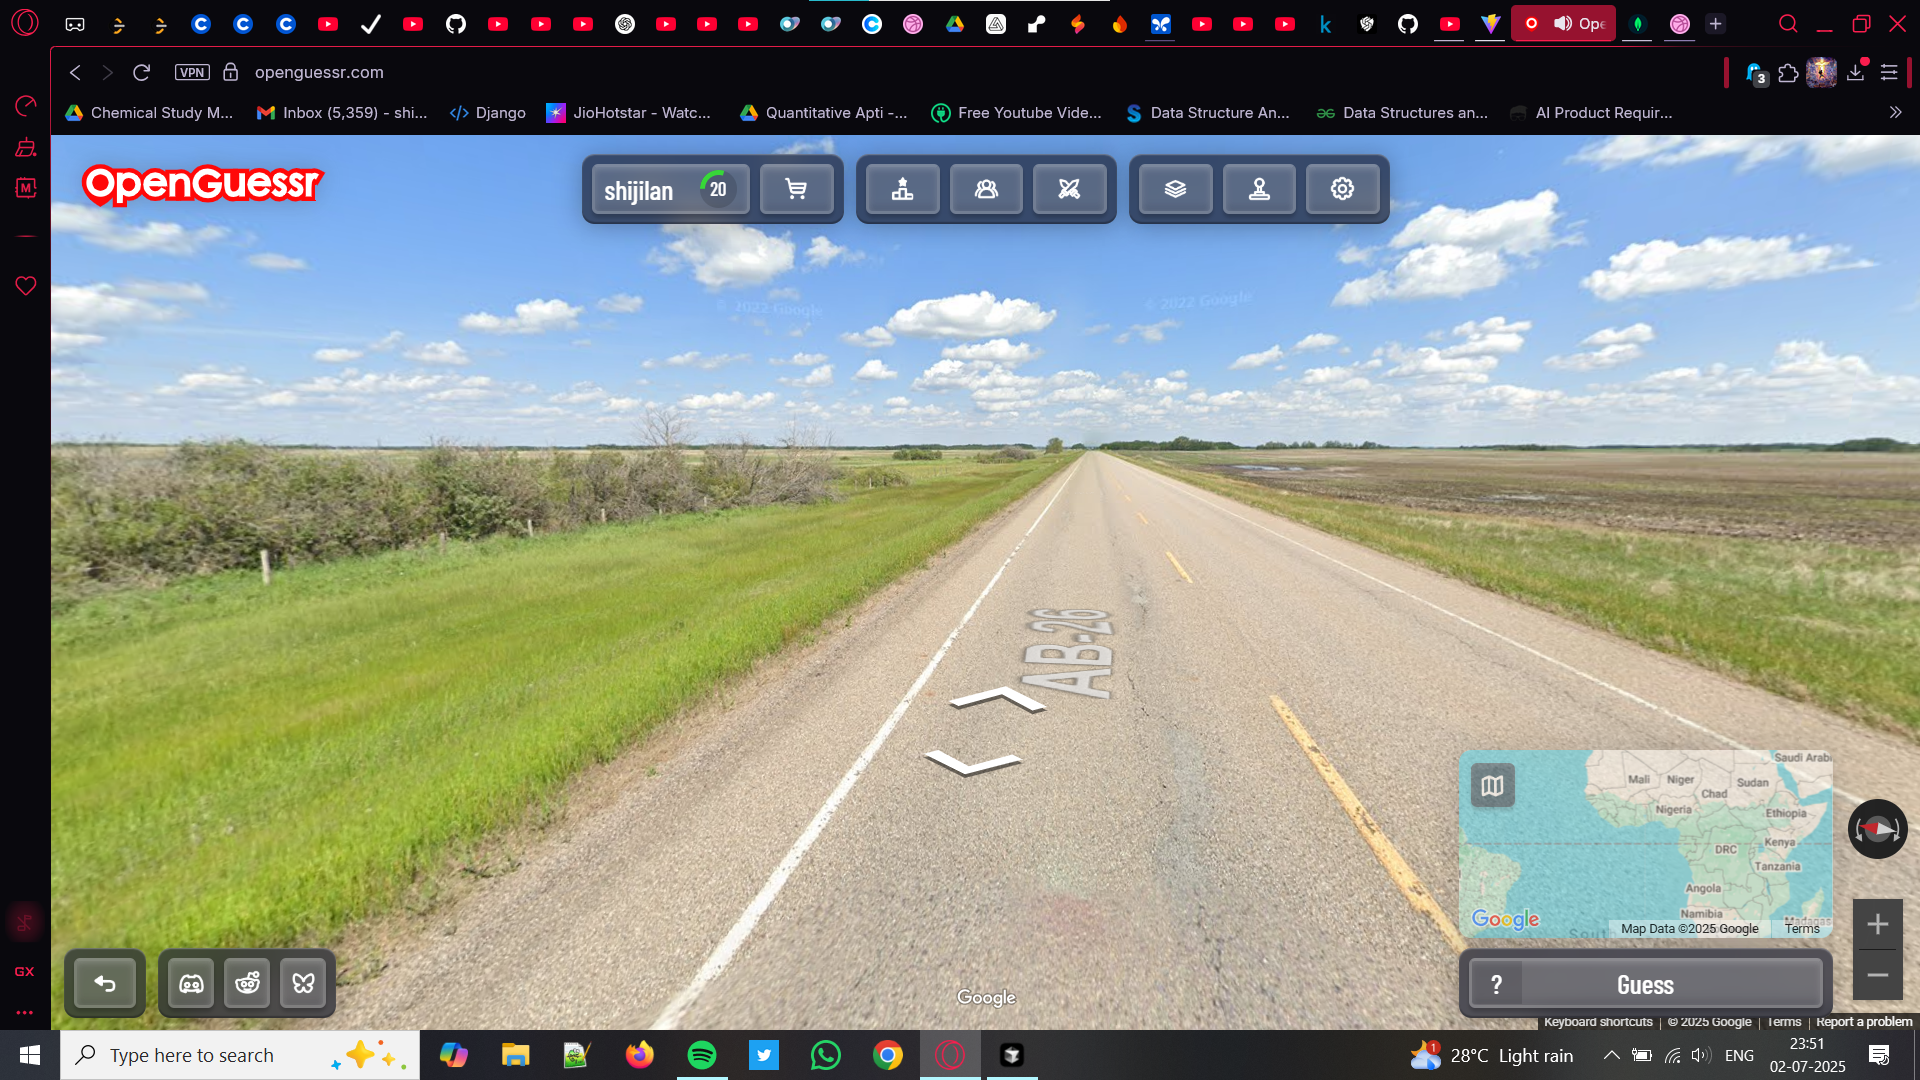 Ope
VPN
openguessr.com
3
Chemical Study M...
Inbox (5,359) - shi...
Django
JioHotstar - Watc...
Quantitative Apti -...
Free Youtube Vide...
Data Structure An...
Data Structures an...
AI Product Requir...
OpenGuessr
shijilan
20
© 2022 Google
© 2022 Google
AB-26
Saudi Arabi
Mali
Niger
Sudan
Chad
Nigeria
Ethiopia
Kenya
DRC
Tanzania
Angola
Namibia
Madagas
Google
Map Data ©2025 Google
Terms
? Guess
Google
Keyboard shortcuts
© 2025 Google
Terms
Report a problem
GX
Type here to search
1
28°C Light rain
ENG
23:51
02-07-2025